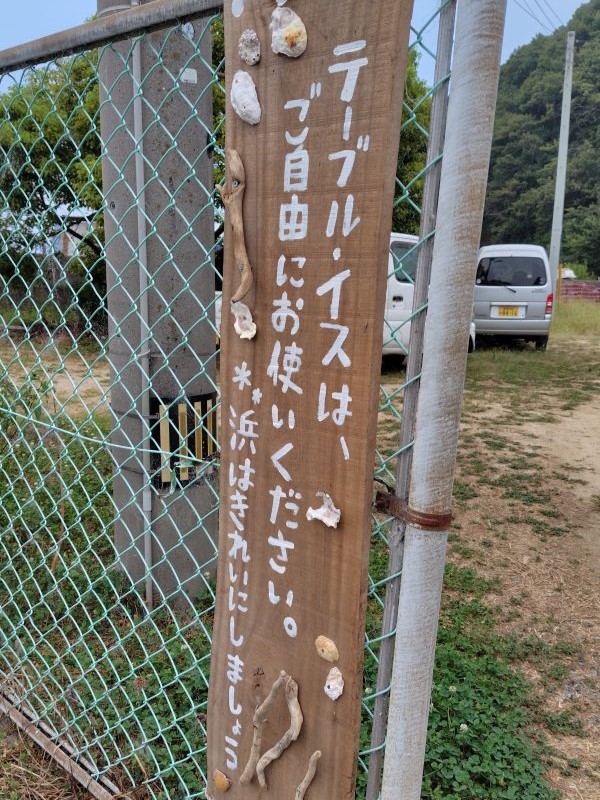 テーブル・イスは、
ご自由にお使いください。
**浜はきれいにしましょう